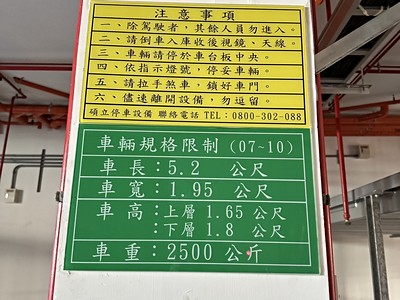 注意事項
一、除駕駛者，其餘人員勿進入。
二、請倒車入庫收後視鏡、天線。
三、車輛請停於車台板中央。
四、依指示燈號，停妥車輛。
五、請拉手煞車，鎖好車門。
六、儘速離開設備，勿逗留。
碩立停車設備 聯絡電話 TEL：0800-302-088
車輛規格限制 (07~10)
車長：5.2 公尺
車寬：1.95 公尺
車高：上層 1.65 公尺
：下層 1.8 公尺
車重：2500 公斤